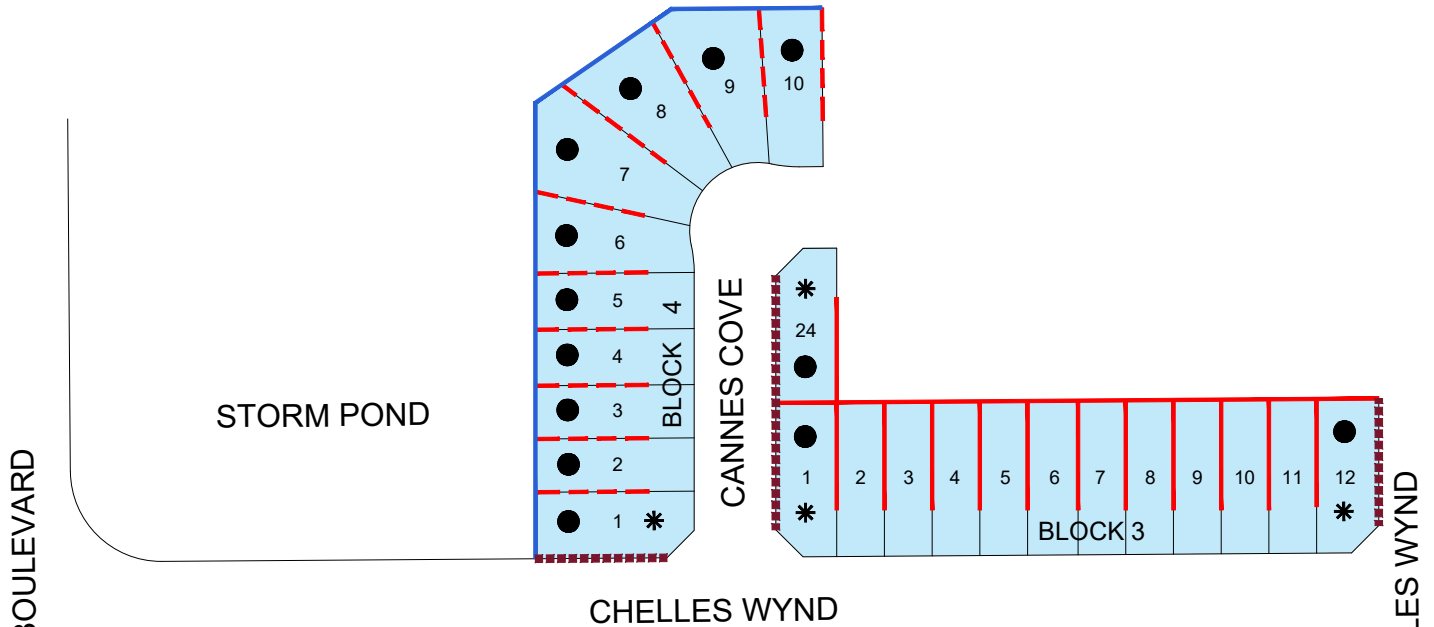 10
9
8
7
6
5
4
3
2
1
BLOCK 4
STORM POND
CANNES COVE
24
1 2 3 4 5 6 7 8 9 10 11 12
BLOCK 3
BOULEVARD
CHELLES WYND
LES WYND